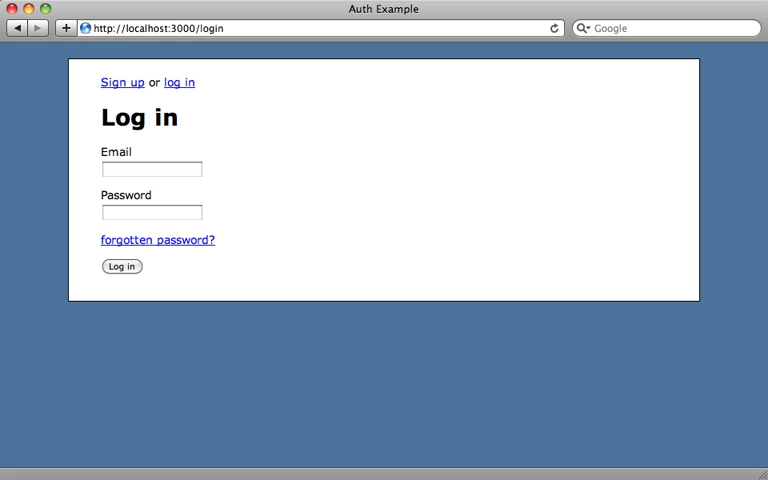 Auth Example
http://localhost:3000/login
Google
Sign up or log in
Log in
Email
Password
forgotten password?
Log in